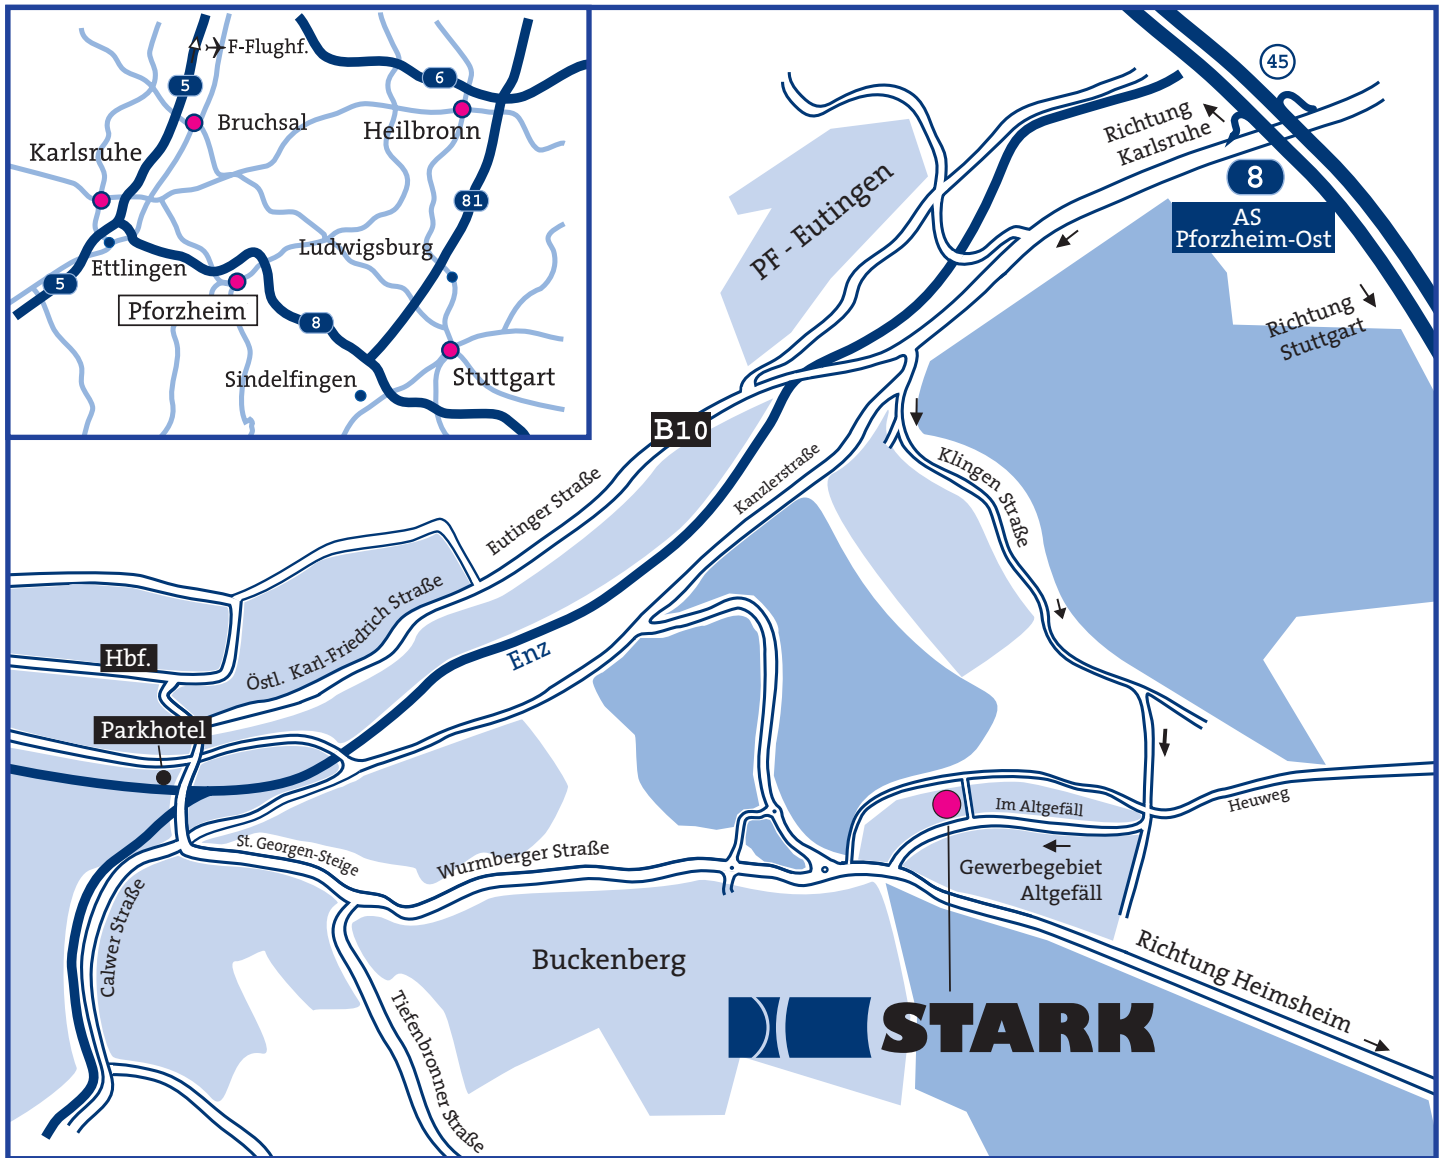 F-Flughf.
5
6
Bruchsal
Heilbronn
Karlsruhe
81
Ludwigsburg
Ettlingen
5
Pforzheim
8
Sindelfingen
Stuttgart
45
Richtung
Karlsruhe
8
AS
Pforzheim-Ost
Richtung
Stuttgart
PF - Eutingen
B10
Eutinger Straße
Kanzlerstraße
Klingen Straße
Östl. Karl-Friedrich Straße
Hbf.
Enz
Parkhotel
Heuweg
Im Altgefäll
St. Georgen-Steige
Wurmberger Straße
Gewerbegebiet
Altgefäll
Calwer Straße
Buckenberg
Richtung Heimsheim
Tiefenbronner Straße
STARK